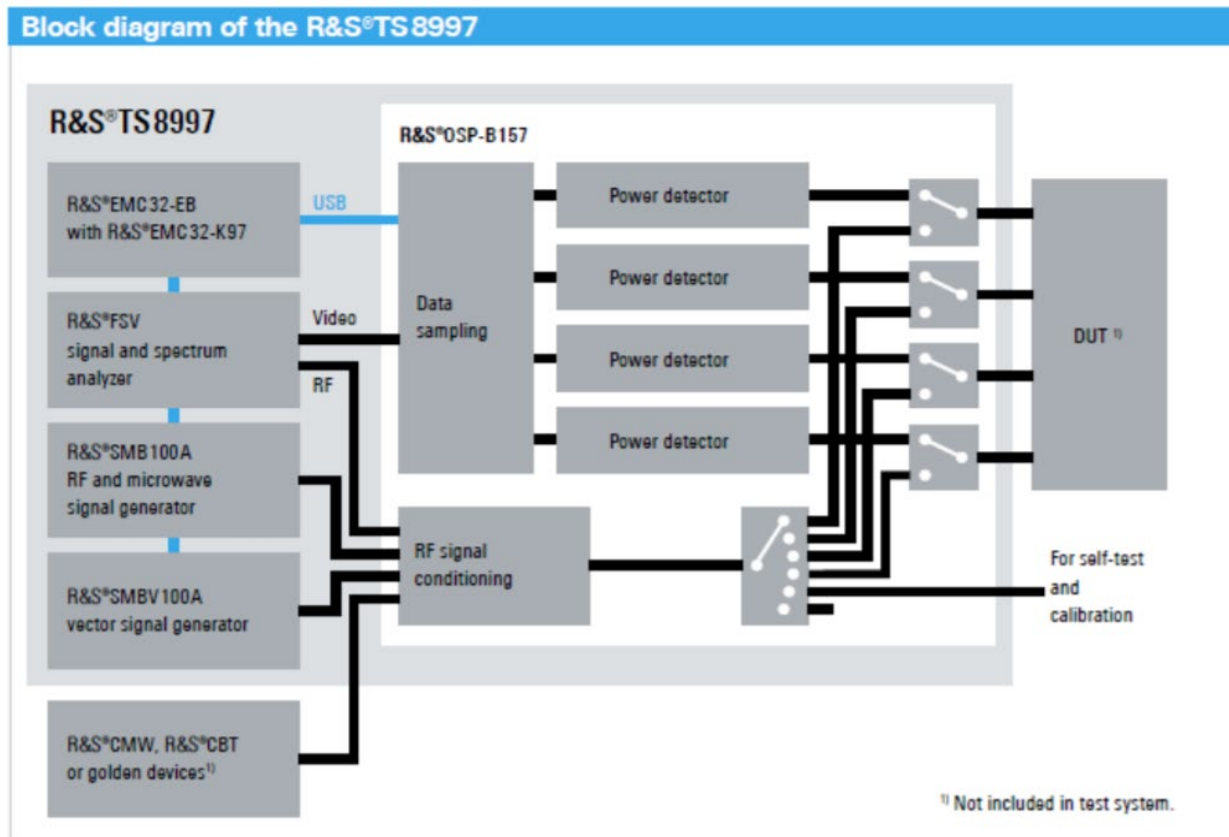 Block diagram of the R&S®TS8997
R&S®TS8997
R&S®OSP-B157
R&S®EMC32-EB
with R&S®EMC32-K97
USB
R&S®FSV
signal and spectrum
analyzer
Video
RF
R&S®SMB100A
RF and microwave
signal generator
R&S®SMBV100A
vector signal generator
R&S®CMW, R&S®CBT
or golden devices¹⁾
Data
sampling
Power detector
Power detector
Power detector
Power detector
RF signal
conditioning
DUT ¹⁾
For self-test
and
calibration
¹⁾ Not included in test system.